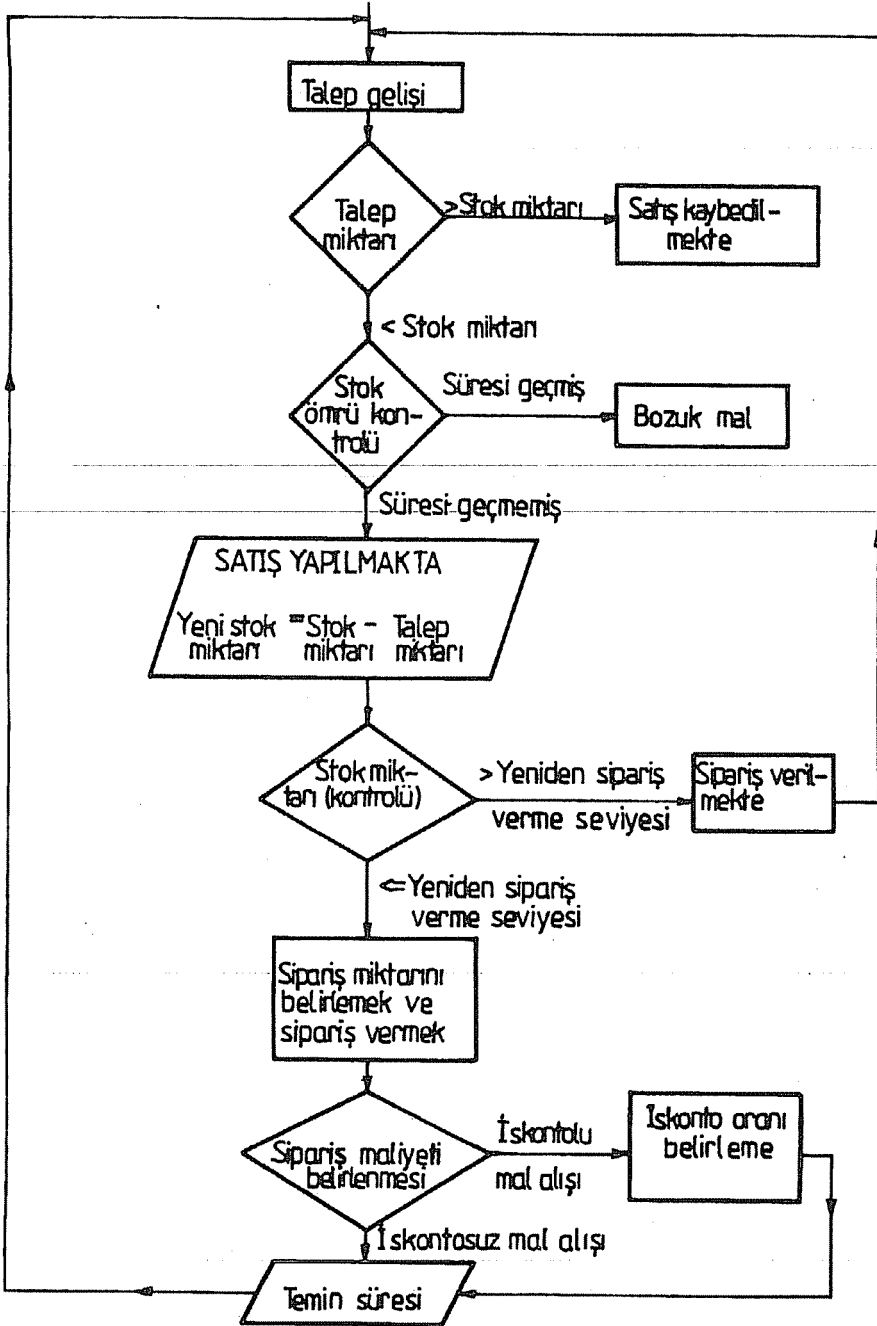 Talep gelişi
Talep
miktarı
>Stok miktarı
Satış kaybedil-
mekte
< Stok miktarı
Stok
ömrü kon-
trolü
Süresi geçmiş
Bozuk mal
Süresi geçmemiş
SATIŞ YAPILMAKTA
Yeni stok = Stok - Talep
miktarı miktarı miktarı
Stok mik-
tarı (kontrolü)
>Yeniden sipariş
verme seviyesi
Sipariş veril-
mekte
<=Yeniden sipariş
verme seviyesi
Sipariş miktarını
belirlemek ve
sipariş vermek
Sipariş maliyeti
belirlenmesi
İskontolu
mal alışı
Iskonto oranı
belirleme
İskontosuz mal alışı
Temin süresi